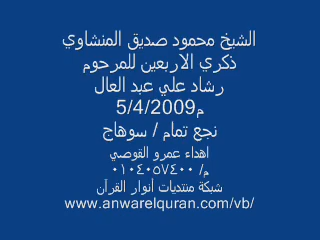 الشيخ محمود صديق المنشاوي
ذكري الاربعين للمرحوم
رشاد علي عبد العال
5/4/2009م
نجع تمام / سوهاج
اهداء عمرو القوصي
م/ ٠١٠٤٠٥٧٤٠٠
شبكة منتديات أنوار القرآن
www.anwarelquran.com/vb/